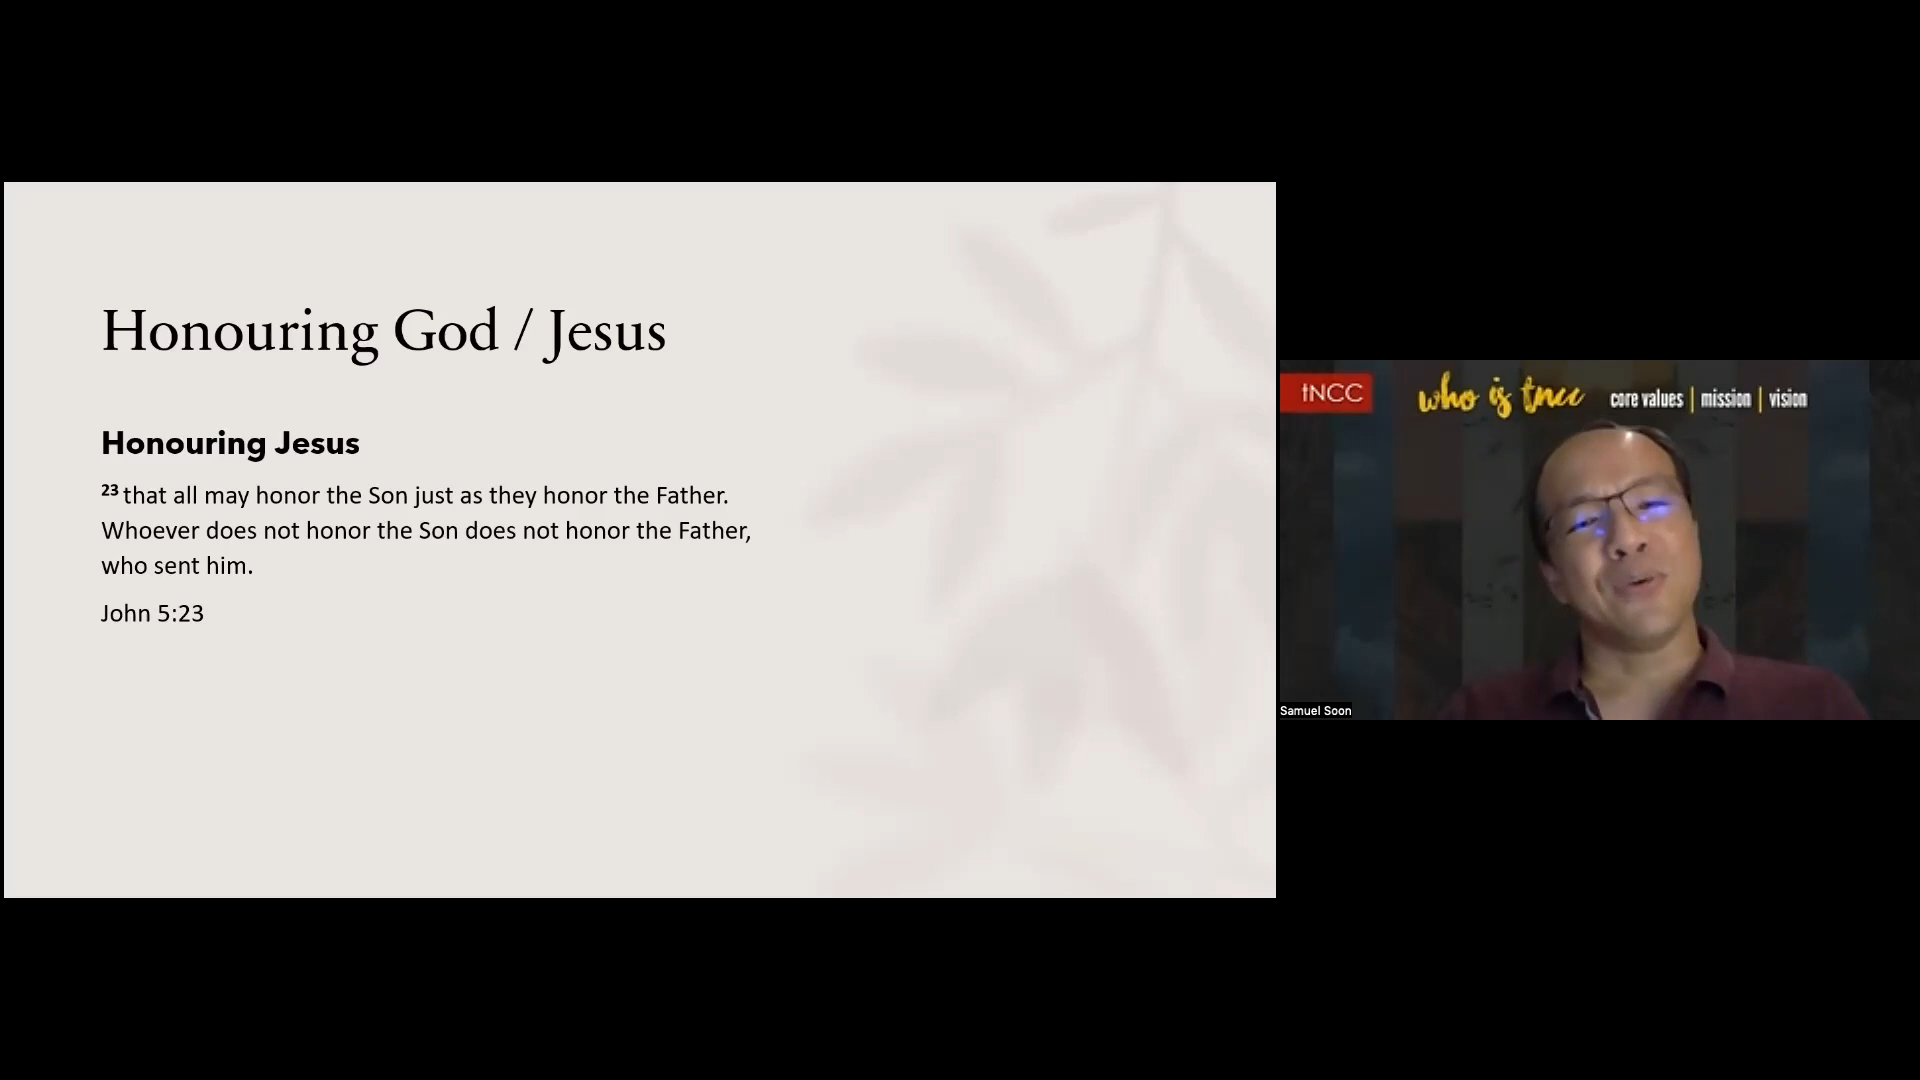 Honouring God / Jesus
Honouring Jesus
23 that all may honor the Son just as they honor the Father.
Whoever does not honor the Son does not honor the Father,
who sent him.
John 5:23
tNCC
who is tncc
core values | mission | vision
Samuel Soon